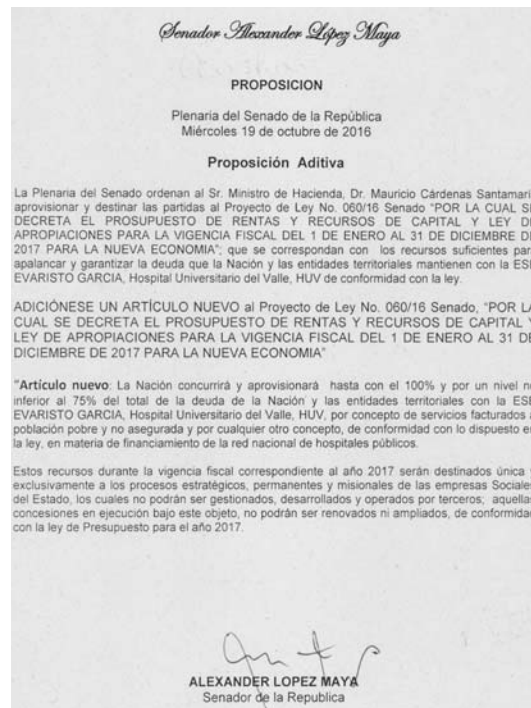 Senador Alexander López Maya
PROPOSICION
Plenaria del Senado de la República
Miércoles 19 de octubre de 2016
Proposición Aditiva
La Plenaria del Senado ordenan al Sr. Ministro de Hacienda, Dr. Mauricio Cárdenas Santamarí
aprovisionar y destinar las partidas al Proyecto de Ley No. 060/16 Senado "POR LA CUAL SE
DECRETA EL PROSUPUESTO DE RENTAS Y RECURSOS DE CAPITAL Y LEY DE
APROPIACIONES PARA LA VIGENCIA FISCAL DEL 1 DE ENERO AL 31 DE DICIEMBRE DE
2017 PARA LA NUEVA ECONOMIA"; que se correspondan con los recursos suficientes par
apalancar y garantizar la deuda que la Nación y las entidades territoriales mantienen con la ESE
EVARISTO GARCIA, Hospital Universitario del Valle, HUV de conformidad con la ley.
ADICIÓNESE UN ARTÍCULO NUEVO al Proyecto de Ley No. 060/16 Senado, "POR LA
CUAL SE DECRETA EL PROSUPUESTO DE RENTAS Y RECURSOS DE CAPITAL Y
LEY DE APROPIACIONES PARA LA VIGENCIA FISCAL DEL 1 DE ENERO AL 31 DE
DICIEMBRE DE 2017 PARA LA NUEVA ECONOMIA"
"Artículo nuevo: La Nación concurrirá y aprovisionará hasta con el 100% y por un nivel no
inferior al 75% del total de la deuda de la Nación y las entidades territoriales con la ESE
EVARISTO GARCIA, Hospital Universitario del Valle, HUV, por concepto de servicios facturados a
población pobre y no asegurada y por cualquier otro concepto, de conformidad con lo dispuesto en
la ley, en materia de financiamiento de la red nacional de hospitales públicos.
Estos recursos durante la vigencia fiscal correspondiente al año 2017 serán destinados única y
exclusivamente a los procesos estratégicos, permanentes y misionales de las empresas Sociales
del Estado, los cuales no podrán ser gestionados, desarrollados y operados por terceros; aquellas
concesiones en ejecución bajo este objeto, no podrán ser renovados ni ampliados, de conformidad
con la ley de Presupuesto para el año 2017.
ALEXANDER LOPEZ MAYA
Senador de la Republica